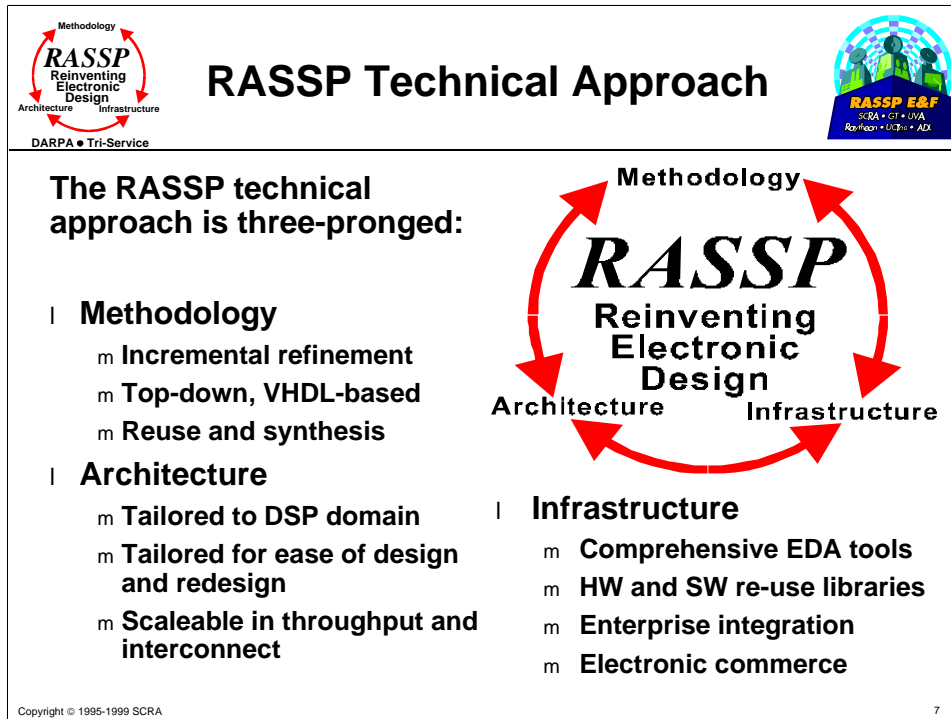 Methodology
RASSP
Reinventing
Electronic
Design
Architecture Infrastructure
DARPA ● Tri-Service
RASSP Technical Approach
RASSP E&F
SCRA • GT • UVA
Raytheon • UCinc • ADL
The RASSP technical
approach is three-pronged:
l Methodology
m Incremental refinement
m Top-down, VHDL-based
m Reuse and synthesis
l Architecture
m Tailored to DSP domain
m Tailored for ease of design
and redesign
m Scaleable in throughput and
interconnect
Methodology
RASSP
Reinventing
Electronic
Design
Architecture Infrastructure
l Infrastructure
m Comprehensive EDA tools
m HW and SW re-use libraries
m Enterprise integration
m Electronic commerce
Copyright © 1995-1999 SCRA
7